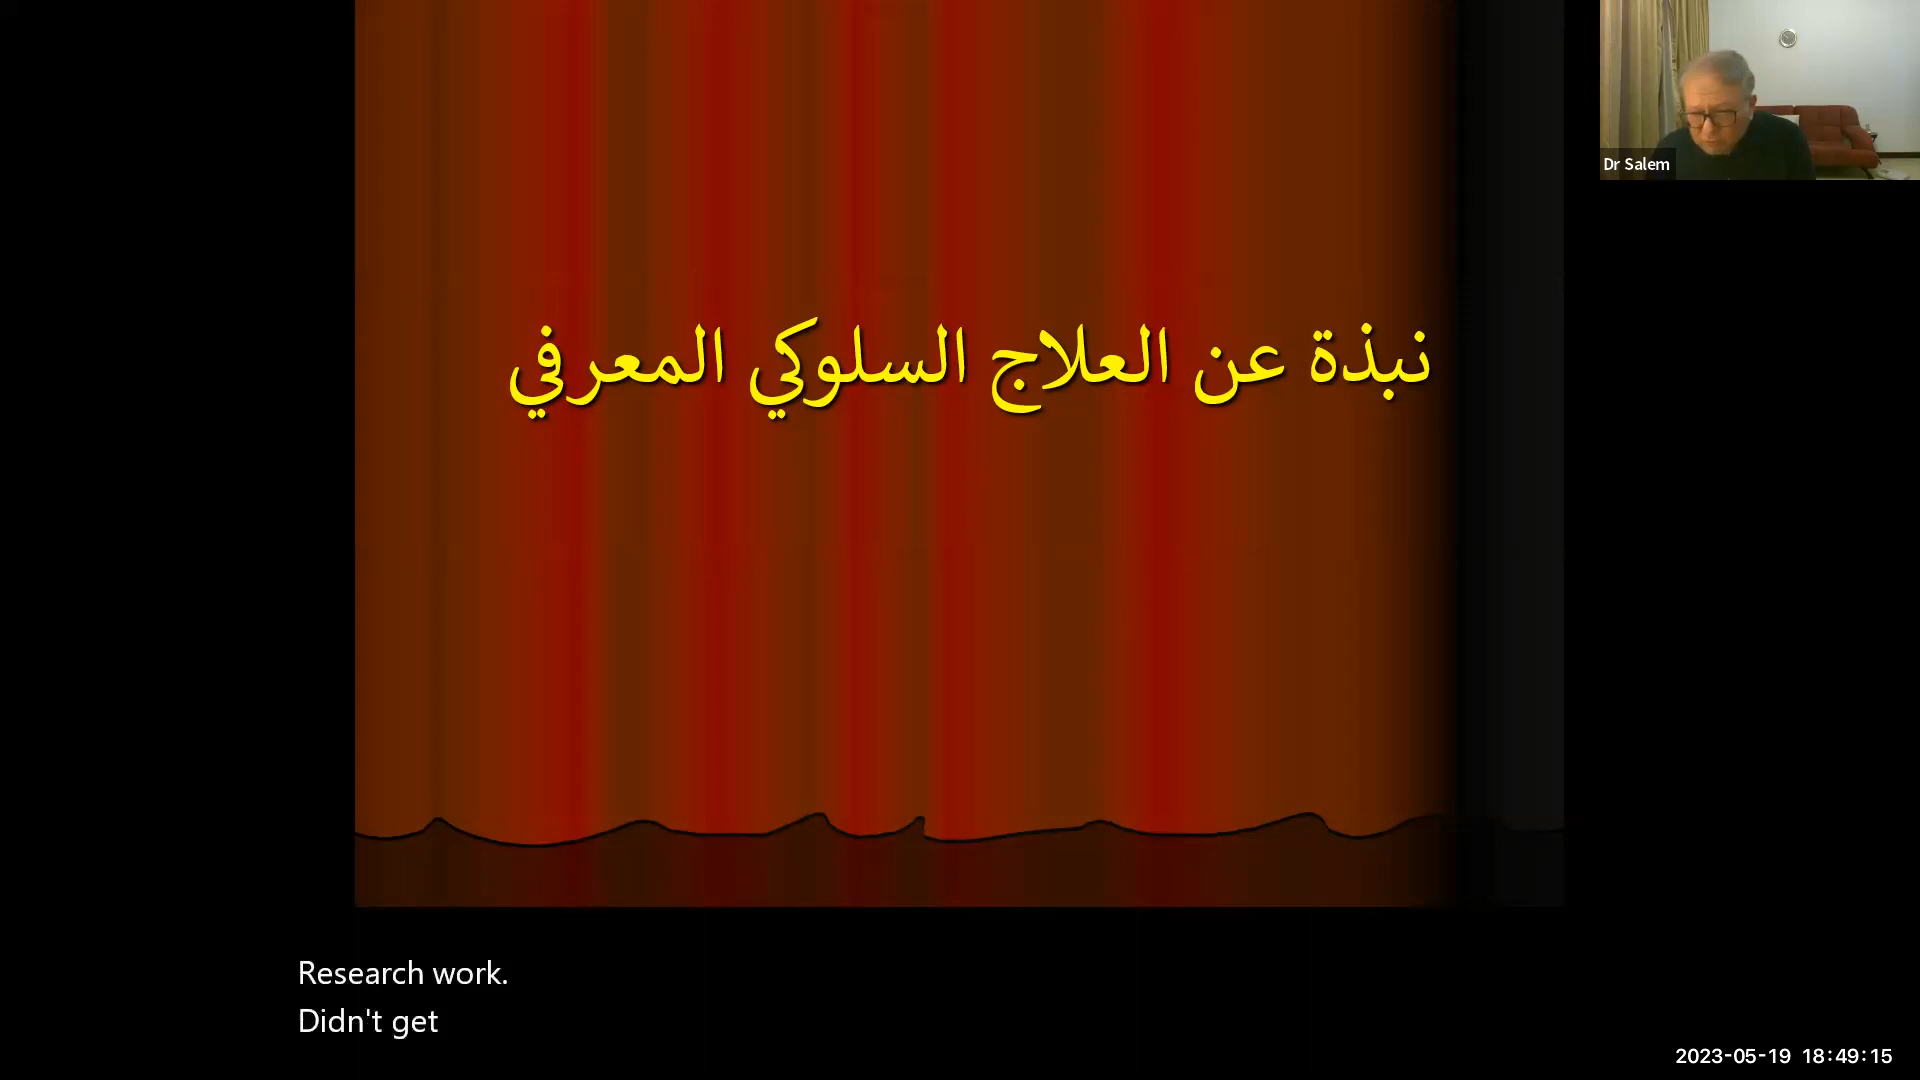 نبذة عن العلاج السلوكي المعرفي
Dr Salem
Research work.
Didn't get
2023-05-19 18:49:15